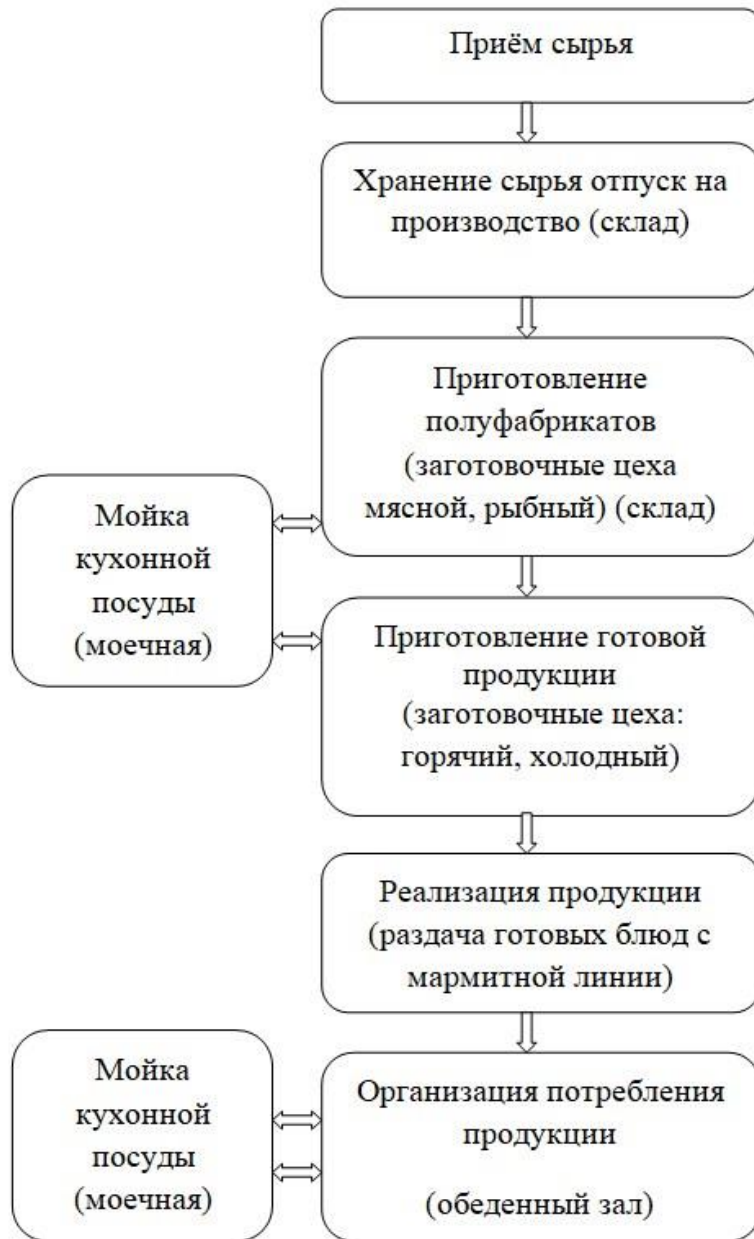 Приём сырья
Хранение сырья отпуск на
производство (склад)
Приготовление
полуфабрикатов
(заготовочные цеха
мясной, рыбный) (склад)
Мойка
кухонной
посуды
(моечная)
Приготовление готовой
продукции
(заготовочные цеха:
горячий, холодный)
Реализация продукции
(раздача готовых блюд с
мармитной линии)
Мойка
кухонной
посуды
(моечная)
Организация потребления
продукции
(обеденный зал)